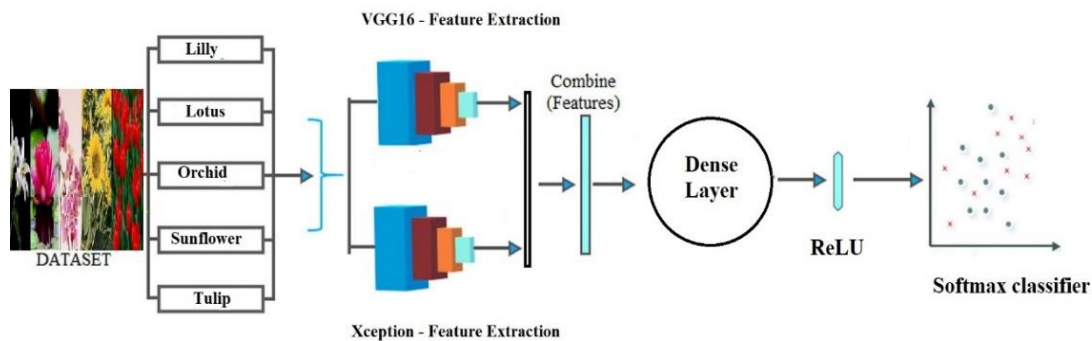 VGG16 - Feature Extraction
Lilly
Lotus
Orchid
Sunflower
Tulip
DATASET
Combine
(Features)
Dense
Layer
ReLU
Softmax classifier
Xception - Feature Extraction